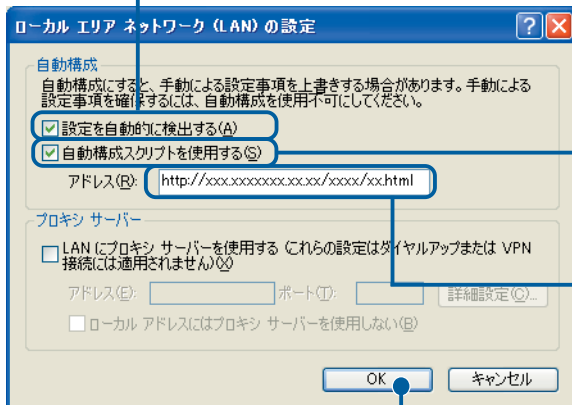 ローカル エリア ネットワーク (LAN) の設定
自動構成
自動構成にすると、手動による設定事項を上書きする場合があります。手動による
設定事項を確保するには、自動構成を使用不可にしてください。
設定を自動的に検出する(A)
自動構成スクリプトを使用する(S)
アドレス(R): http://xxx.xxxxxxx.xx.xx/xxxx/xx.html
プロキシ サーバー
LAN にプロキシ サーバーを使用する (これらの設定はダイヤルアップまたは VPN
接続には適用されません)(X)
アドレス(E): ポート(T): 詳細設定(C)...
ローカル アドレスにはプロキシ サーバーを使用しない(B)
OK キャンセル